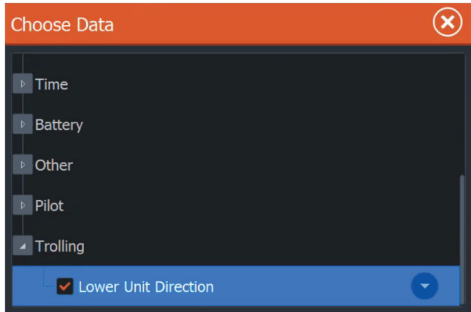 Choose Data
Time
Battery
Other
Pilot
Trolling
Lower Unit Direction